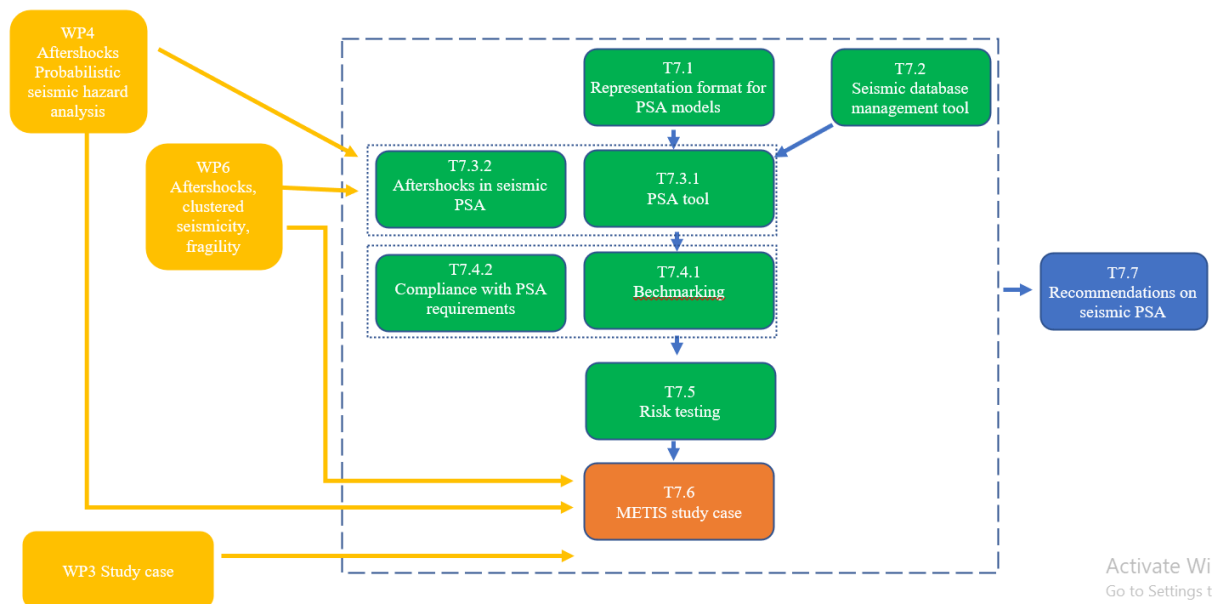 WP4
Aftershocks
Probabilistic
seismic hazard
analysis
WP6
Aftershocks,
clustered
seismicity,
fragility
WP3 Study case
T7.1
Representation format for
PSA models
T7.2
Seismic database
management tool
T7.3.2
Aftershocks in seismic
PSA
T7.3.1
PSA tool
T7.4.2
Compliance with PSA
requirements
T7.4.1
Bechmarking
T7.5
Risk testing
T7.6
METIS study case
T7.7
Recommendations on
seismic PSA
Activate Wi
Go to Settings t